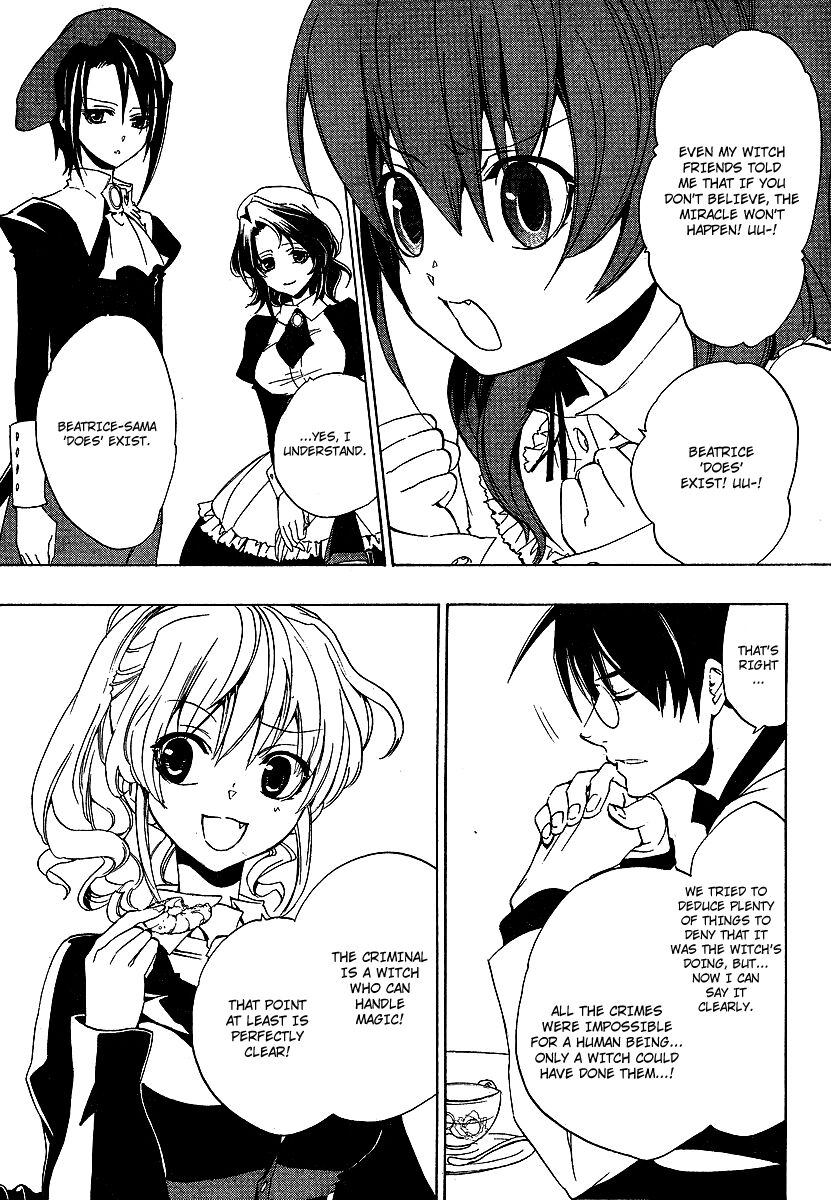 EVEN MY WITCH
FRIENDS TOLD
ME THAT IF YOU
DON'T BELIEVE, THE
MIRACLE WON'T
HAPPEN! UU-!
BEATRICE
'DOES'
EXIST! UU-!
...YES, I
UNDERSTAND.
BEATRICE-SAMA
'DOES' EXIST.
THAT'S
RIGHT
...
WE TRIED TO
DEDUCE PLENTY
OF THINGS TO
DENY THAT IT
WAS THE WITCH'S
DOING, BUT...
NOW I CAN
SAY IT
CLEARLY.
ALL THE CRIMES
WERE IMPOSSIBLE
FOR A HUMAN BEING...
ONLY A WITCH COULD
HAVE DONE THEM...!
THE CRIMINAL
IS A WITCH
WHO CAN
HANDLE
MAGIC!
THAT POINT
AT LEAST IS
PERFECTLY
CLEAR!